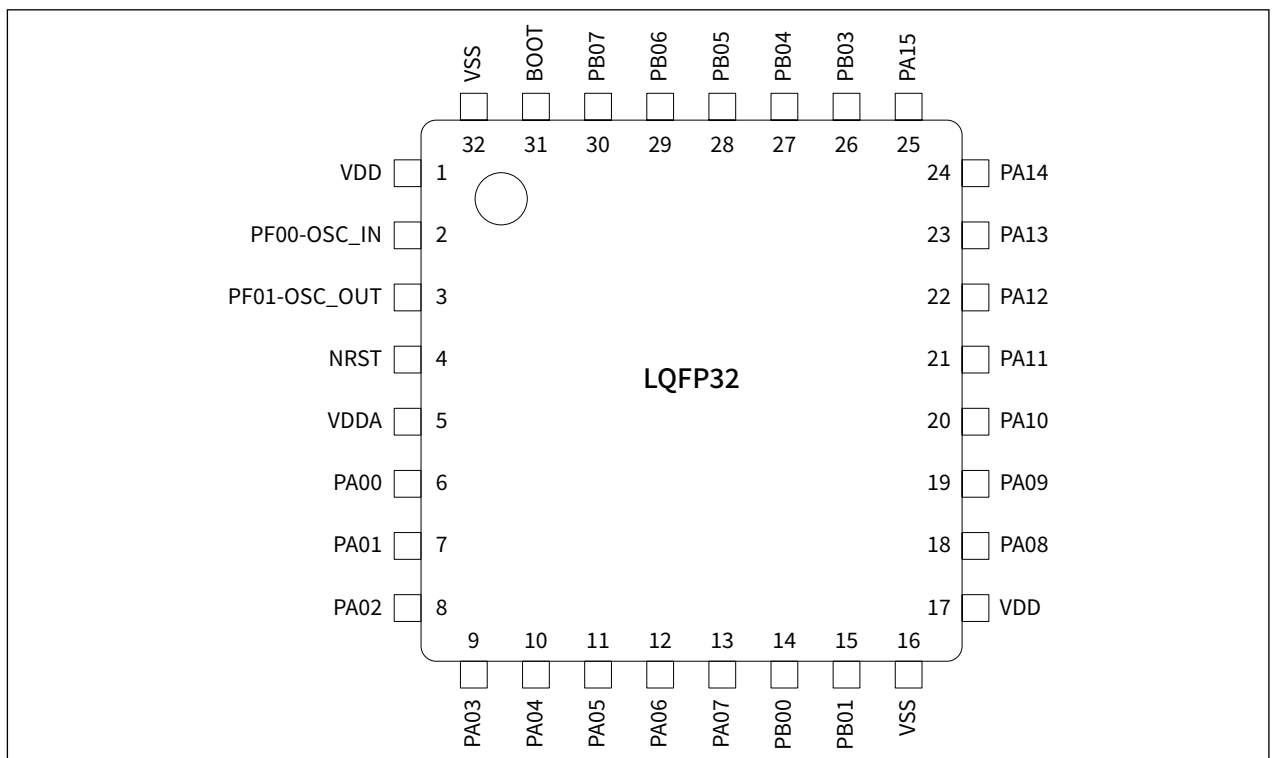 VSS BOOT PB07 PB06 PB05 PB04 PB03 PA15
32 31 30 29 28 27 26 25
VDD 1 24 PA14
PF00-OSC_IN 2 23 PA13
PF01-OSC_OUT 3 22 PA12
NRST 4 21 PA11
LQFP32
VDDA 5 20 PA10
PA00 6 19 PA09
PA01 7 18 PA08
PA02 8 17 VDD
9 10 11 12 13 14 15 16
PA03 PA04 PA05 PA06 PA07 PB00 PB01 VSS